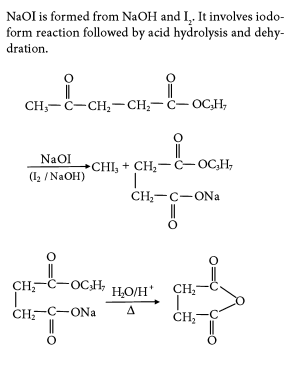 NaOI is formed from NaOH and I₂. It involves iodo-
form reaction followed by acid hydrolysis and dehy-
dration.
O O
|| ||
CH₃–C–CH₂–CH₂–C–OC₃H₇
O
||
NaOI
(I₂ / NaOH)
CHI₃ + CH₂–C–OC₃H₇
|
CH₂–C–ONa
||
O
O
||
CH₂–C–OC₃H₇
|
CH₂–C–ONa
||
O
H₂O/H⁺
Δ
O
||
CH₂–C
O
CH₂–C
||
O